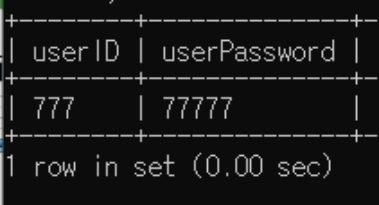 | userID | userPassword |
| 777 | 77777 |
1 row in set (0.00 sec)